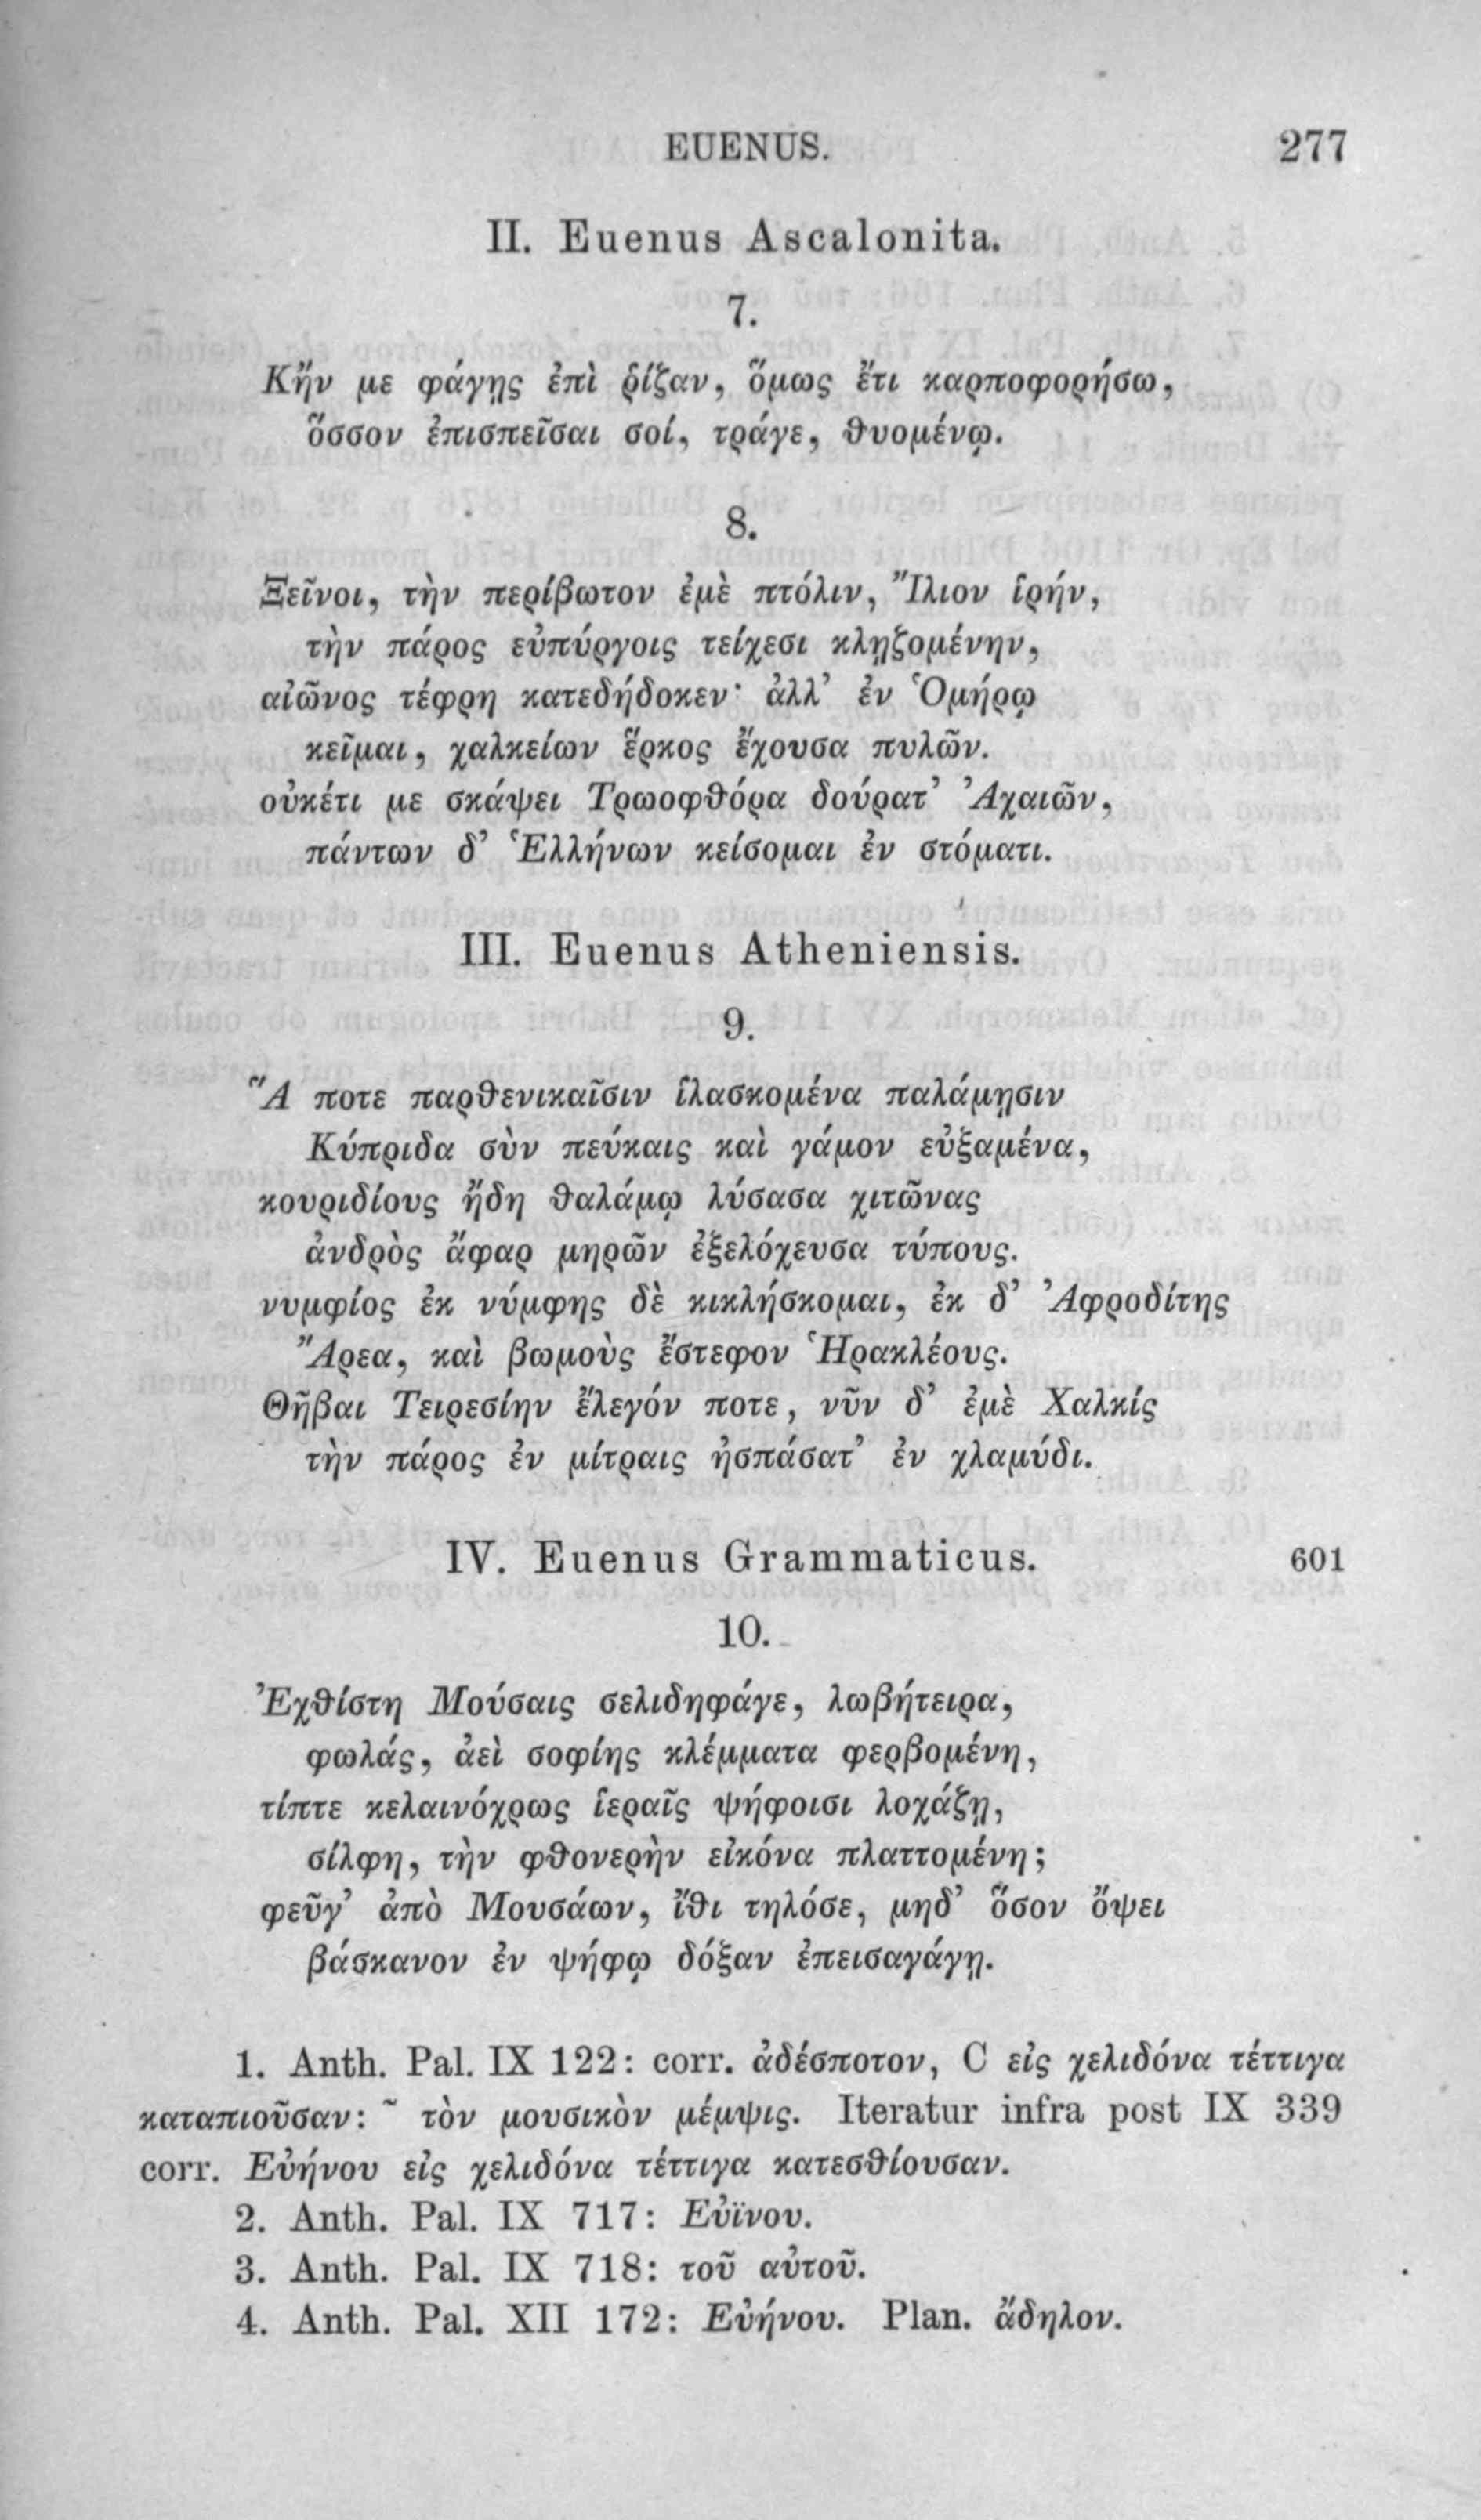 EUENUS. 277
II. Euenus Ascalonita.
7.
Κἤν με φάγῃς ἐπὶ ῥίζαν, ὅμως ἔτι καρποφορήσω,
ὅσσον ἐπισπεῖσαι σοί, τράγε, θυομένῳ.
8.
Ξεῖνοι, τὴν περίβωτον ἐμὲ πτόλιν, Ἴλιον ἱρήν,
τὴν πάρος εὐπύργοις τείχεσι κληζομένην,
αἰῶνος τέφρη κατεδήδοκεν· ἀλλ’ ἐν Ὁμήρῳ
κεῖμαι, χαλκείων ἕρκος ἔχουσα πυλῶν.
οὐκέτι με σκάψει Τρωοφθόρα δούρατ’ Ἀχαιῶν,
πάντων δ’ Ἑλλήνων κείσομαι ἐν στόματι.
III. Euenus Atheniensis.
9.
Ἅ ποτε παρθενικαῖσιν ἱλασκομένα παλάμῃσιν
Κύπριδα σὺν πεύκαις καὶ γάμον εὐξαμένα,
κουριδίους ἤδη θαλάμῳ λύσασα χιτῶνας
ἀνδρὸς ἄφαρ μηρῶν ἐξελόχευσα τύπους.
νυμφίος ἐκ νύμφης δὲ κικλήσκομαι, ἐκ δ’ Ἀφροδίτης
Ἄρεα, καὶ βωμοὺς ἔστεφον Ἡρακλέους.
Θῆβαι Τειρεσίην ἔλεγόν ποτε, νῦν δ’ ἐμὲ Χαλκίς
τὴν πάρος ἐν μίτραις ἠσπάσατ’ ἐν χλαμύδι.
IV. Euenus Grammaticus. 601
10.
Ἐχθίστη Μούσαις σελιδηφάγε, λωβήτειρα,
φωλάς, ἀεὶ σοφίης κλέμματα φερβομένη,
τίπτε κελαινόχρως ἱεραῖς ψήφοισι λοχάζῃ,
σίλφη, τὴν φθονερὴν εἰκόνα πλαττομένη;
φεῦγ’ ἀπὸ Μουσάων, ἴθι τηλόσε, μηδ’ ὅσον ὄψει
βάσκανον ἐν ψήφῳ δόξαν ἐπεισαγάγῃ.
1. Anth. Pal. IX 122: corr. ἀδέσποτον, C εἰς χελιδόνα τέττιγα
καταπιοῦσαν: ~ τὸν μουσικὸν μέμψις. Iteratur infra post IX 339
corr. Εὐήνου εἰς χελιδόνα τέττιγα κατεσθίουσαν.
2. Anth. Pal. IX 717: Εὐΐνου.
3. Anth. Pal. IX 718: τοῦ αὐτοῦ.
4. Anth. Pal. XII 172: Εὐήνου. Plan. ἄδηλον.